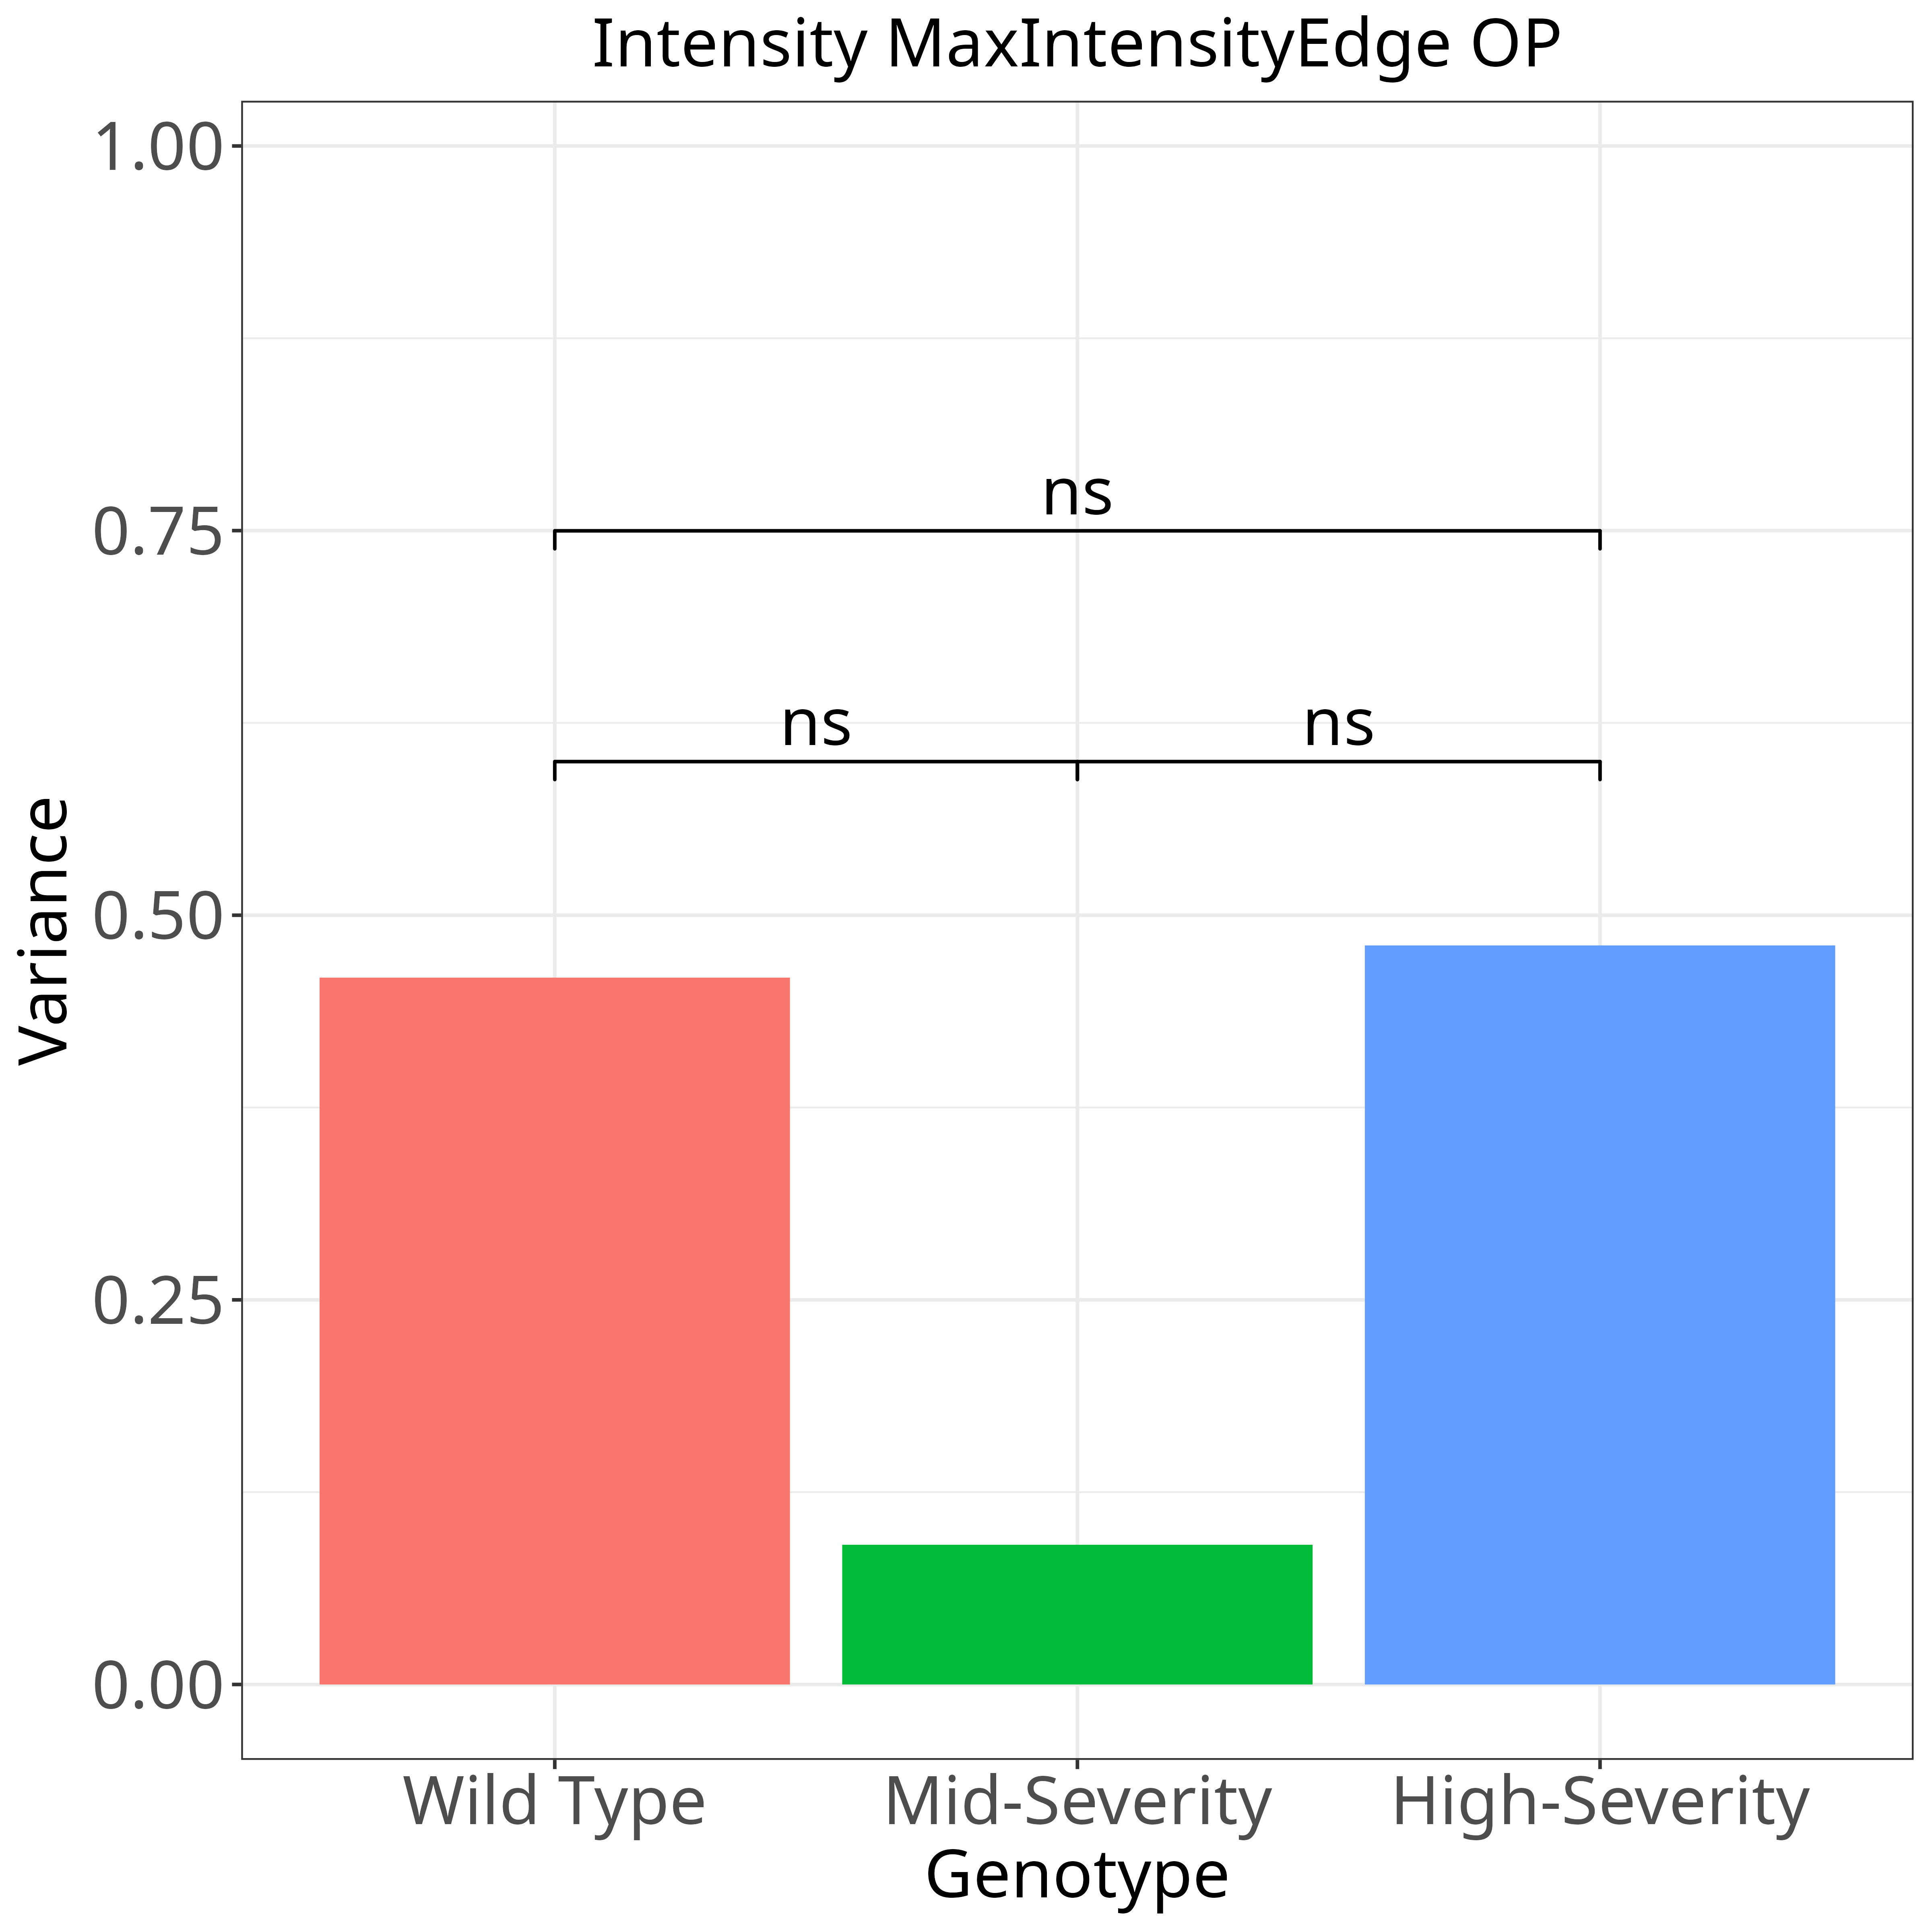 Intensity MaxIntensityEdge OP
1.00
0.75
0.50
0.25
0.00
Variance
ns
ns ns
Wild Type Mid-Severity High-Severity
Genotype